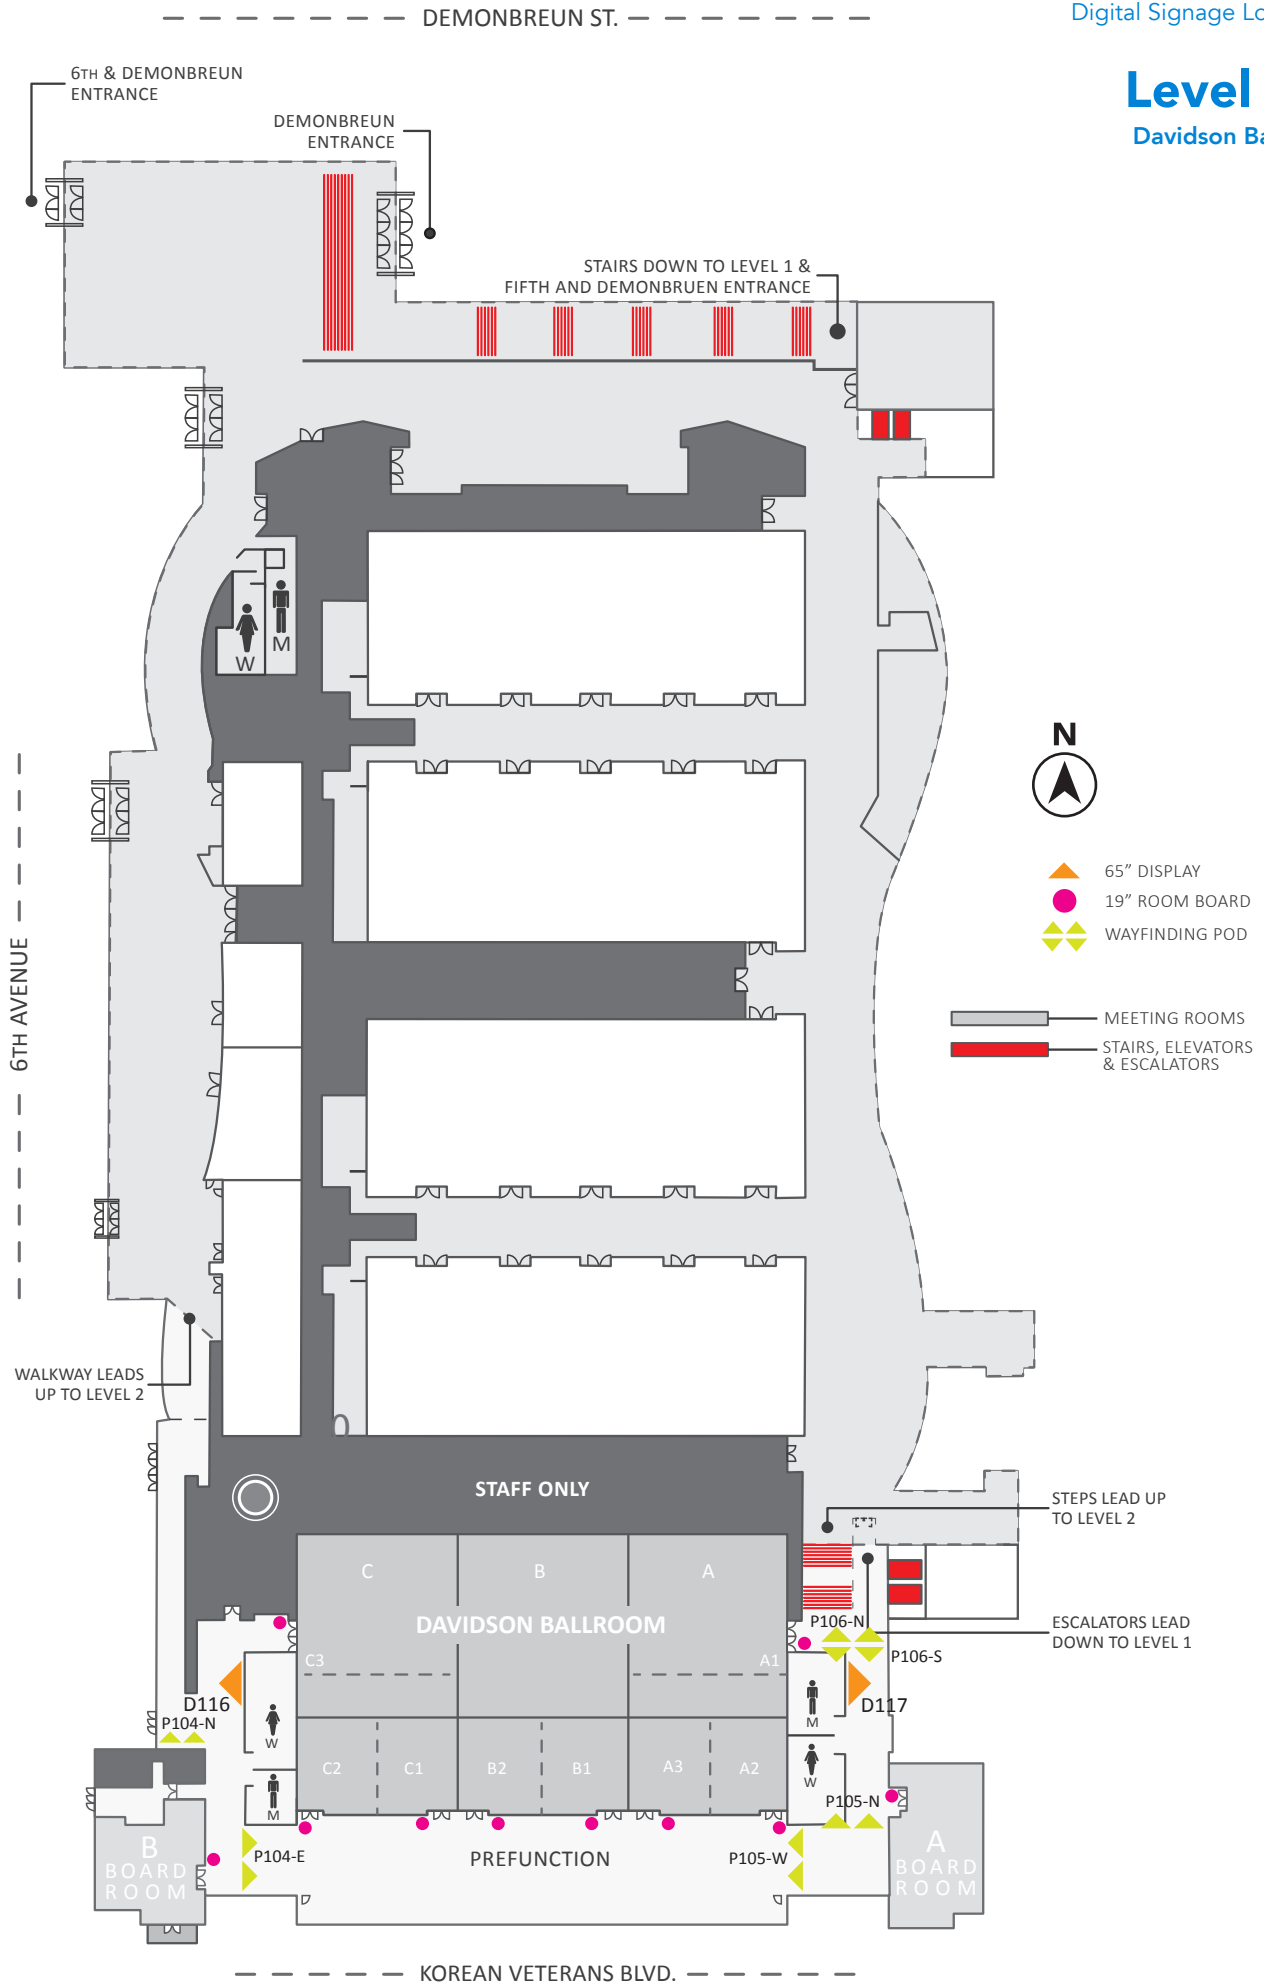 DEMONBREUN ST.
Digital Signage
Level
Davidson
6TH & DEMONBREUN
ENTRANCE
DEMONBREUN
ENTRANCE
STAIRS DOWN TO LEVEL 1 &
FIFTH AND DEMONBRUEN ENTRANCE
W
M
N
65” DISPLAY
19” ROOM BOARD
WAYFINDING POD
MEETING ROOMS
STAIRS, ELEVATORS
& ESCALATORS
6TH AVENUE
WALKWAY LEADS
UP TO LEVEL 2
STAFF ONLY
STEPS LEAD UP
TO LEVEL 2
C
B
A
DAVIDSON BALLROOM
P106-N
ESCALATORS LEAD
DOWN TO LEVEL 1
P106-S
C3
A1
D116
D117
P104-N
M
W
C2
C1
B2
B1
A3
A2
W
M
P105-N
B
BOARD
ROOM
P104-E
PREFUNCTION
P105-W
A
BOARD
ROOM
KOREAN VETERANS BLVD.